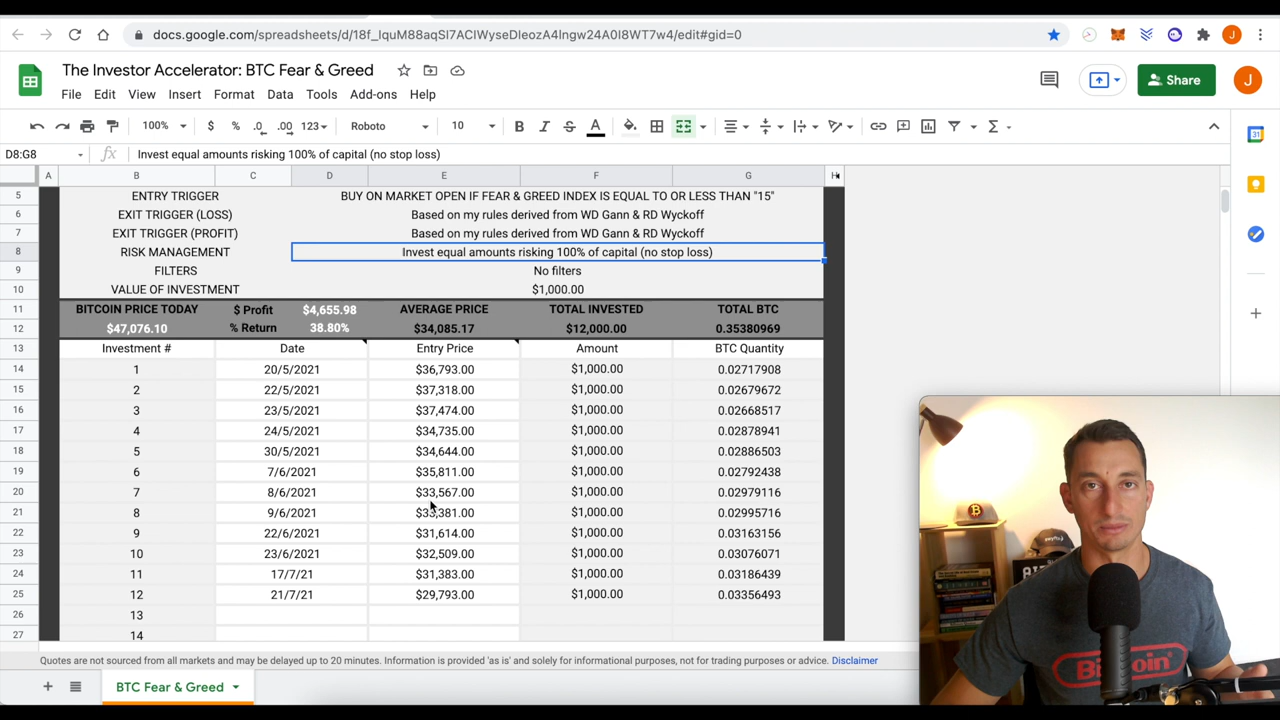 docs.google.com/spreadsheets/d/18f_IquM88aqSI7ACIWyseDIeozA4Ingw24A0I8WT7w4/edit#gid=0
J
The Investor Accelerator: BTC Fear & Greed
File Edit View Insert Format Data Tools Add-ons Help
Share
J
100% $ % .0 .00 123 Roboto 10 B I S A
31
D8:G8 fx Invest equal amounts risking 100% of capital (no stop loss)
A B C D E F G H
5 ENTRY TRIGGER BUY ON MARKET OPEN IF FEAR & GREED INDEX IS EQUAL TO OR LESS THAN "15"
6 EXIT TRIGGER (LOSS) Based on my rules derived from WD Gann & RD Wyckoff
7 EXIT TRIGGER (PROFIT) Based on my rules derived from WD Gann & RD Wyckoff
8 RISK MANAGEMENT Invest equal amounts risking 100% of capital (no stop loss)
9 FILTERS No filters
10 VALUE OF INVESTMENT $1,000.00
11 BITCOIN PRICE TODAY $ Profit $4,655.98 AVERAGE PRICE TOTAL INVESTED TOTAL BTC
12 $47,076.10 % Return 38.80% $34,085.17 $12,000.00 0.35380969
13 Investment # Date Entry Price Amount BTC Quantity
14 1 20/5/2021 $36,793.00 $1,000.00 0.02717908
15 2 22/5/2021 $37,318.00 $1,000.00 0.02679672
16 3 23/5/2021 $37,474.00 $1,000.00 0.02668517
17 4 24/5/2021 $34,735.00 $1,000.00 0.02878941
18 5 30/5/2021 $34,644.00 $1,000.00 0.02886503
19 6 7/6/2021 $35,811.00 $1,000.00 0.02792438
20 7 8/6/2021 $33,567.00 $1,000.00 0.02979116
21 8 9/6/2021 $33,381.00 $1,000.00 0.02995716
22 9 22/6/2021 $31,614.00 $1,000.00 0.03163156
23 10 23/6/2021 $32,509.00 $1,000.00 0.03076071
24 11 17/7/21 $31,383.00 $1,000.00 0.03186439
25 12 21/7/21 $29,793.00 $1,000.00 0.03356493
26 13
27 14
Quotes are not sourced from all markets and may be delayed up to 20 minutes. Information is provided 'as is' and solely for informational purposes, not for trading purposes or advice. Disclaimer
BTC Fear & Greed
Bitcoin